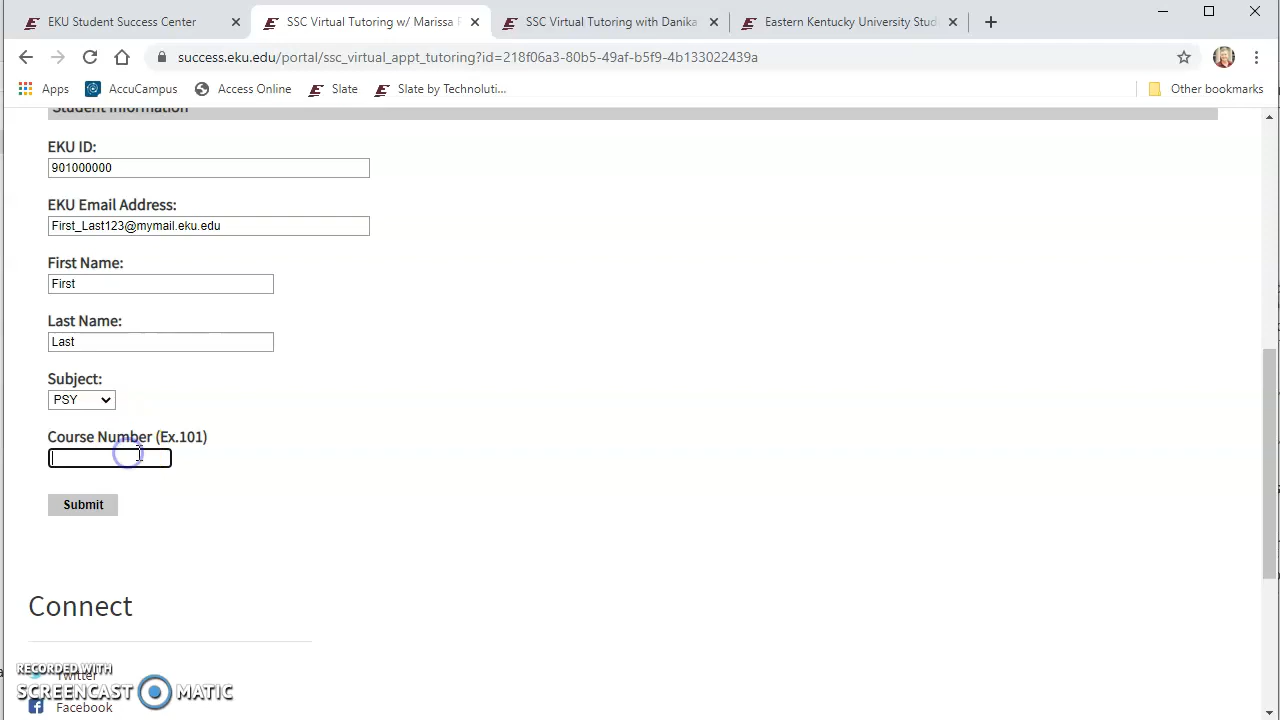 EKU Student Success Center
SSC Virtual Tutoring w/ Marissa
SSC Virtual Tutoring with Danika
Eastern Kentucky University Stud
success.eku.edu/portal/ssc_virtual_appt_tutoring?id=218f06a3-80b5-49af-b5f9-4b133022439a
Apps
AccuCampus
Access Online
Slate
Slate by Technoluti...
Other bookmarks
Student Information
EKU ID:
901000000
EKU Email Address:
First_Last123@mymail.eku.edu
First Name:
First
Last Name:
Last
Subject:
PSY
Course Number (Ex.101)
Submit
Connect
RECORDED WITH
Twitter
SCREENCAST MATIC
Facebook